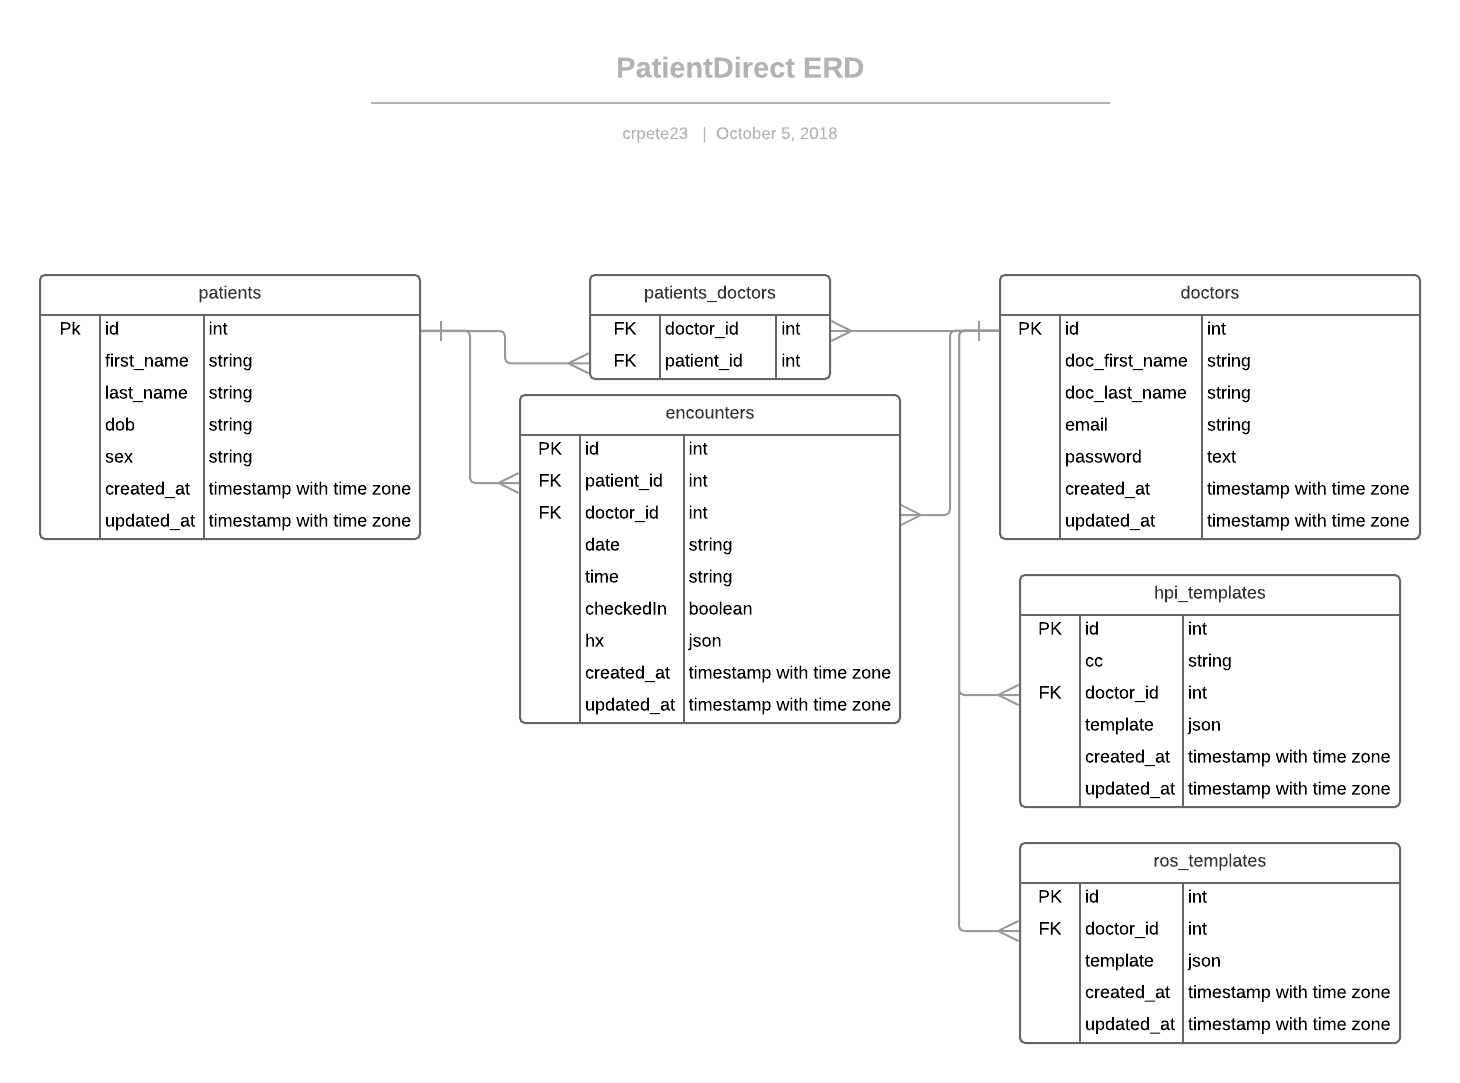 PatientDirect ERD
crpete23 | October 5, 2018
patients
Pk id int
first_name string
last_name string
dob string
sex string
created_at timestamp with time zone
updated_at timestamp with time zone
patients_doctors
FK doctor_id int
FK patient_id int
encounters
PK id int
FK patient_id int
FK doctor_id int
date string
time string
checkedIn boolean
hx json
created_at timestamp with time zone
updated_at timestamp with time zone
doctors
PK id int
doc_first_name string
doc_last_name string
email string
password text
created_at timestamp with time zone
updated_at timestamp with time zone
hpi_templates
PK id int
cc string
FK doctor_id int
template json
created_at timestamp with time zone
updated_at timestamp with time zone
ros_templates
PK id int
FK doctor_id int
template json
created_at timestamp with time zone
updated_at timestamp with time zone